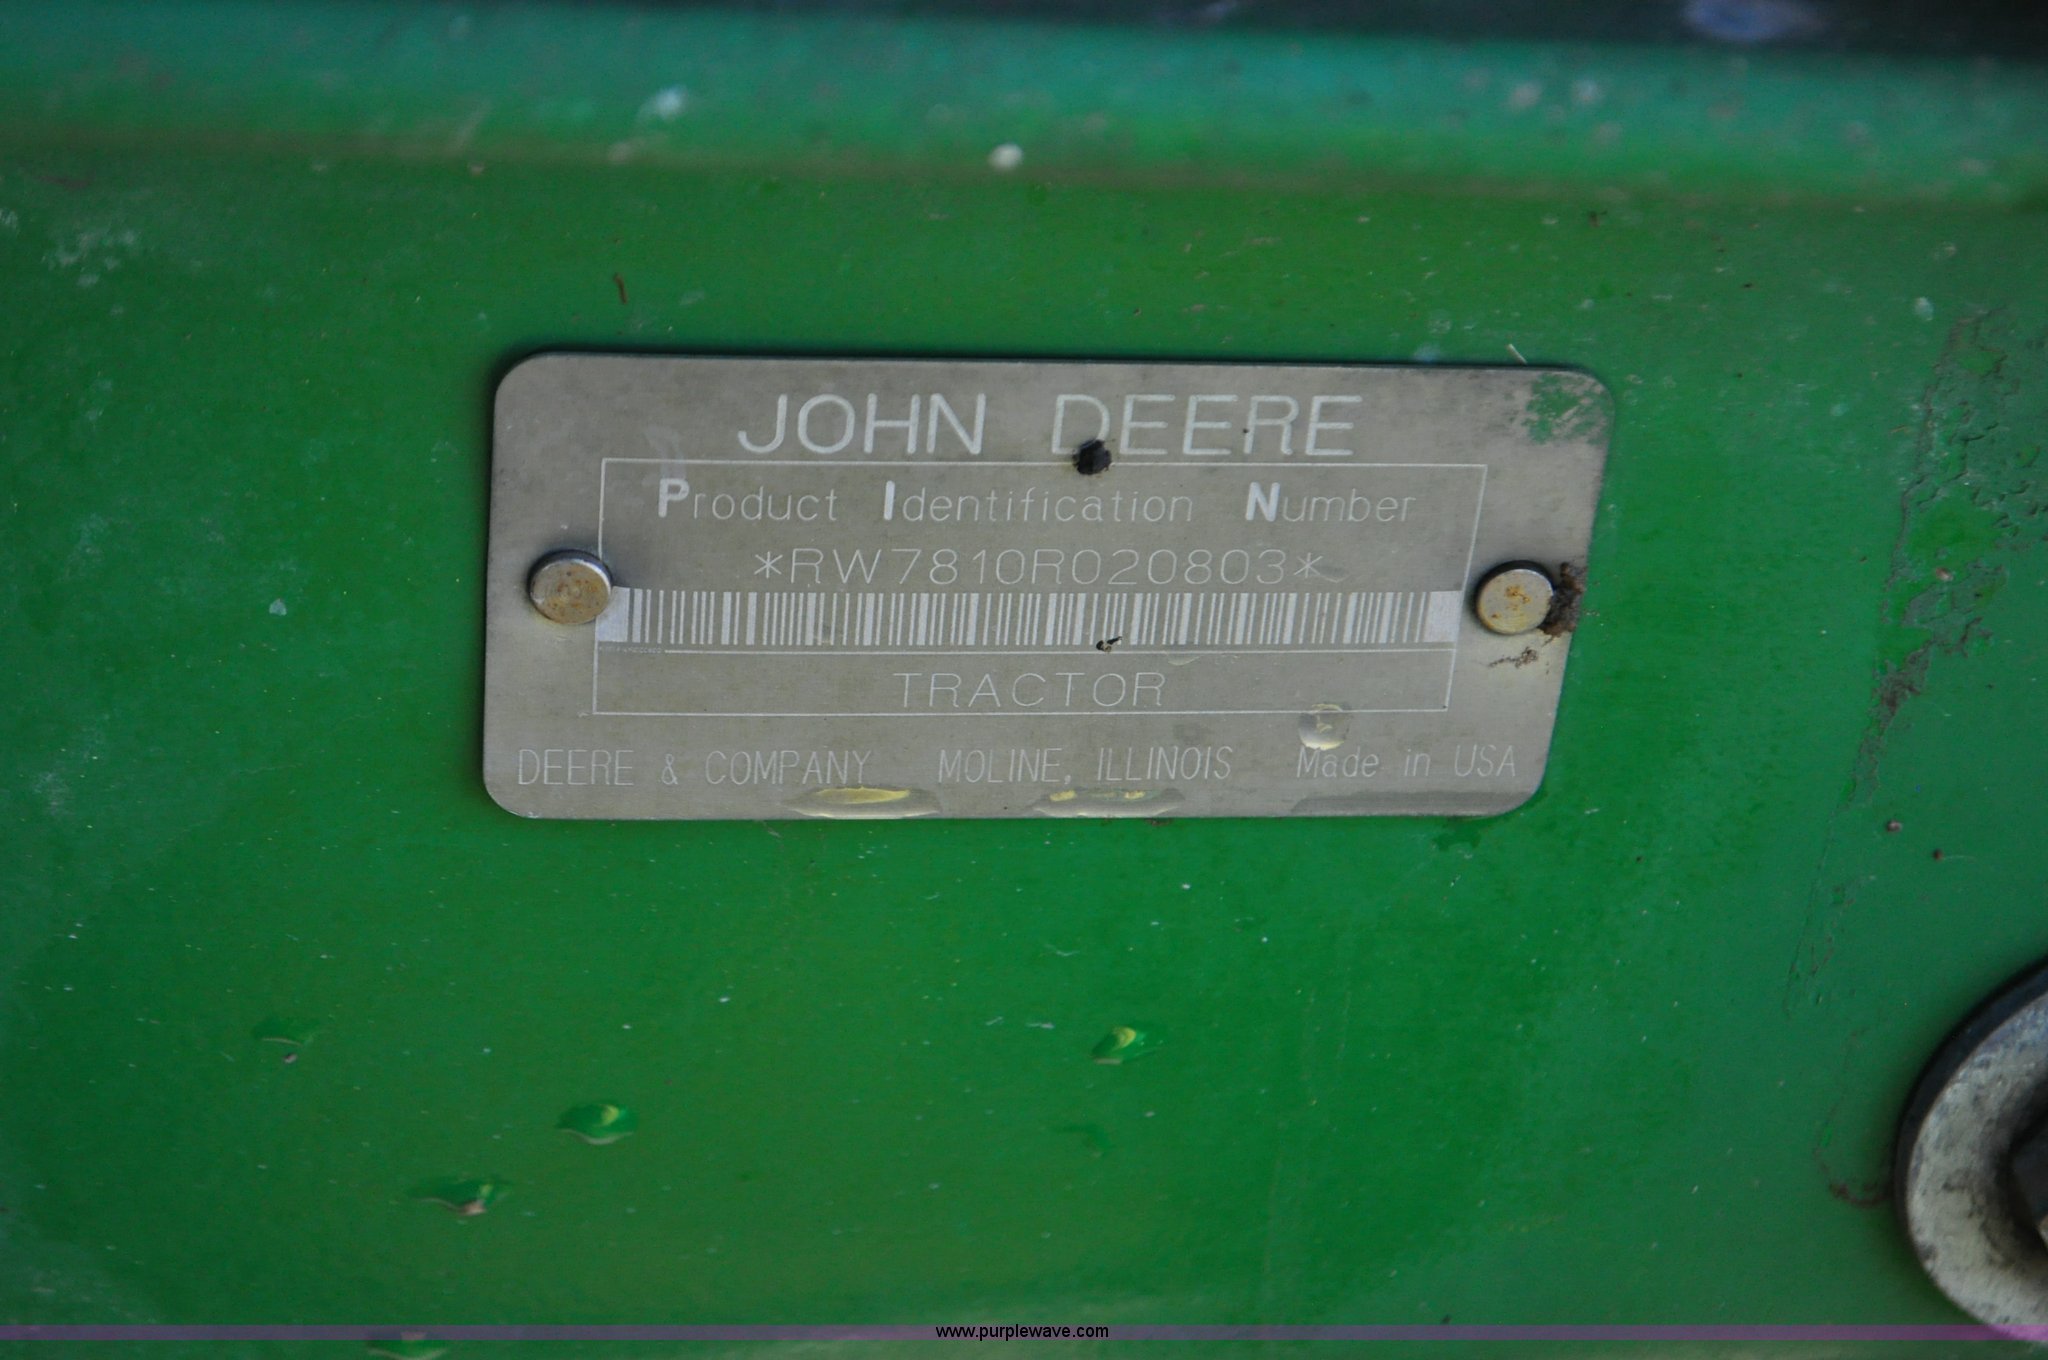 JOHN DEERE
Product Identification Number
*RW7810R020803*
TRACTOR
DEERE & COMPANY MOLINE, ILLINOIS Made in USA
www.purplewave.com